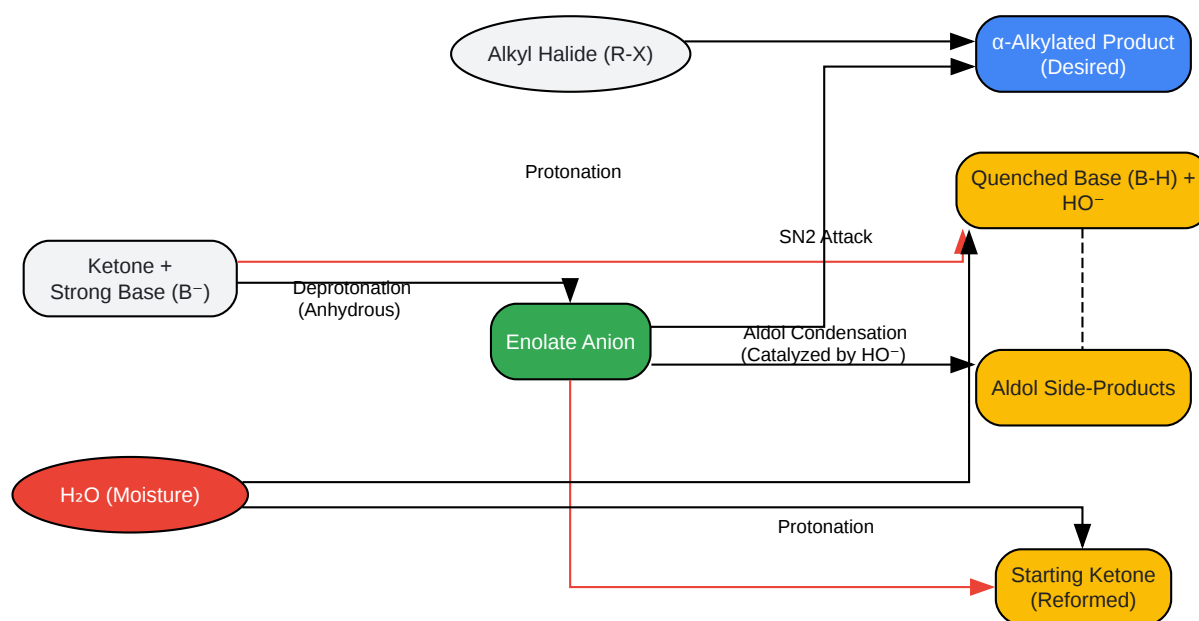 Alkyl Halide (R-X)
α-Alkylated Product
(Desired)
Protonation
Quenched Base (B-H) +
HO⁻
SN2 Attack
Ketone +
Strong Base (B⁻)
Deprotonation
(Anhydrous)
Enolate Anion
Aldol Condensation
(Catalyzed by HO⁻)
Aldol Side-Products
H₂O (Moisture)
Protonation
Starting Ketone
(Reformed)